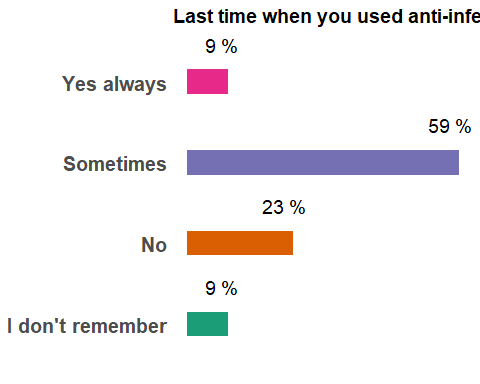 Last time when you used anti-infe
9 %
Yes always
59 %
Sometimes
23 %
No
9 %
I don't remember